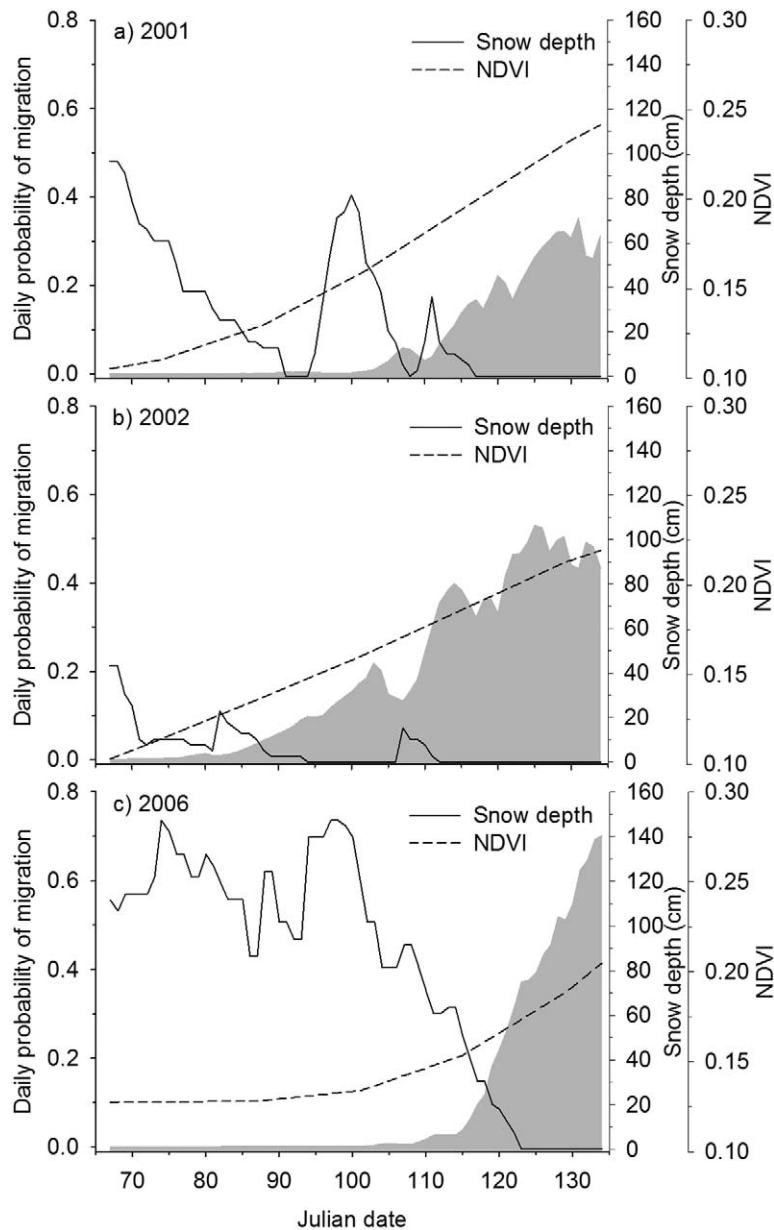 a) 2001
Snow depth
NDVI
Daily probability of migration
0.8
0.6
0.4
0.2
0.0
160
140
120
100
80
60
40
20
0
Snow depth (cm)
0.30
0.25
0.20
0.15
0.10
NDVI
b) 2002
Snow depth
NDVI
Daily probability of migration
0.8
0.6
0.4
0.2
0.0
160
140
120
100
80
60
40
20
0
Snow depth (cm)
0.30
0.25
0.20
0.15
0.10
NDVI
c) 2006
Snow depth
NDVI
Daily probability of migration
0.8
0.6
0.4
0.2
0.0
160
140
120
100
80
60
40
20
0
Snow depth (cm)
0.30
0.25
0.20
0.15
0.10
NDVI
70 80 90 100 110 120 130
Julian date